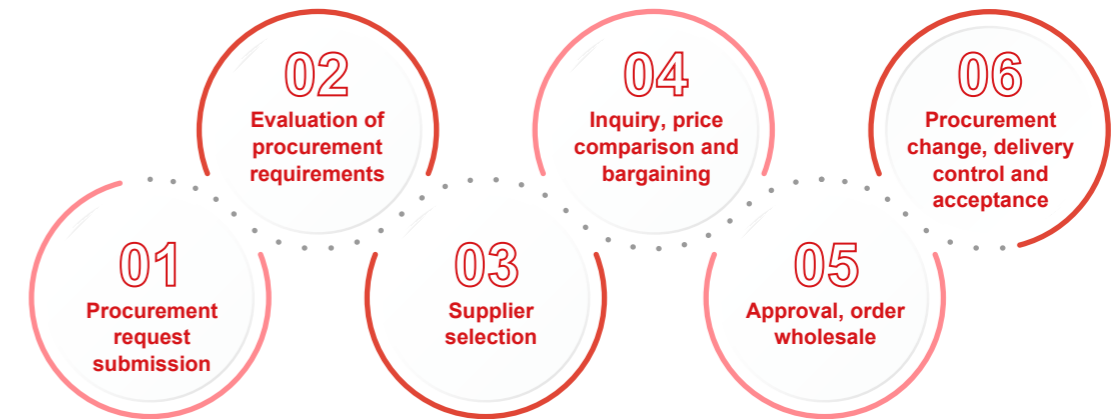 01
Procurement
request
submission
02
Evaluation of
procurement
requirements
03
Supplier
selection
04
Inquiry, price
comparison and
bargaining
05
Approval, order
wholesale
06
Procurement
change, delivery
control and
acceptance